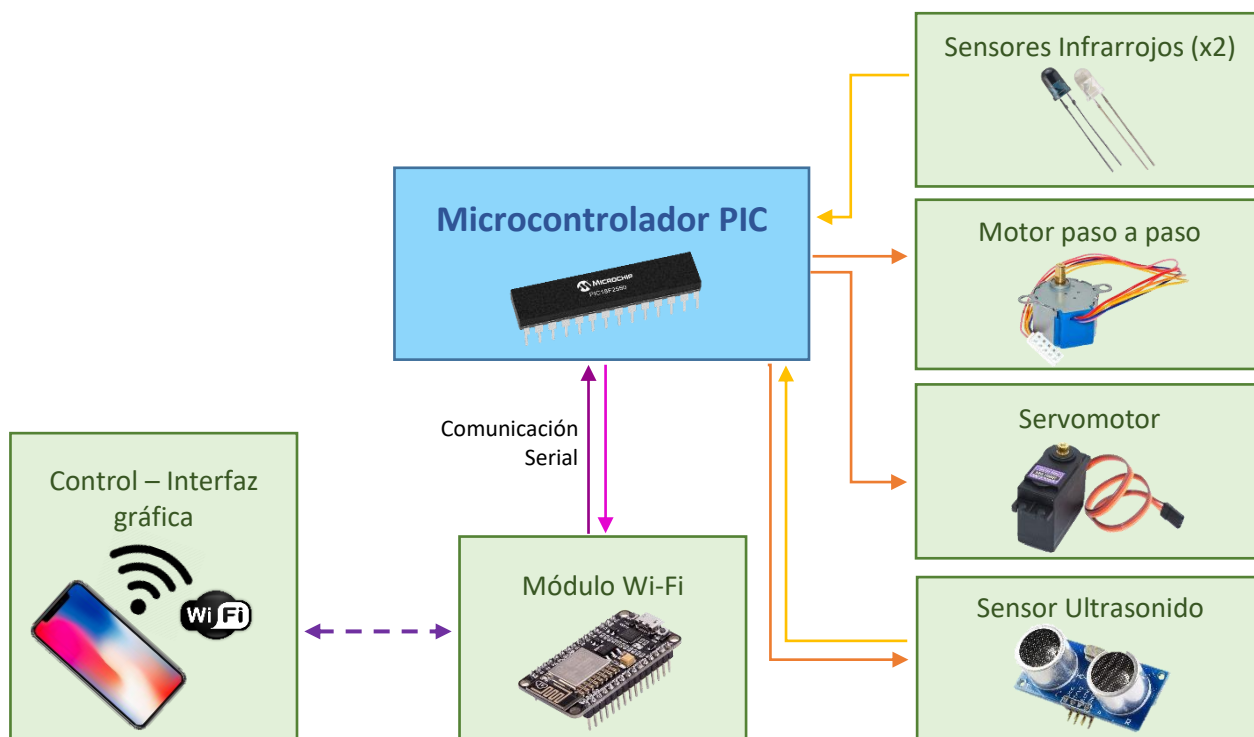 Sensores Infrarrojos (x2)
Microcontrolador PIC
MICROCHIP
PIC18F2550
Motor paso a paso
Servomotor
Comunicación
Serial
Control – Interfaz
gráfica
Wi Fi
Módulo Wi-Fi
Sensor Ultrasonido